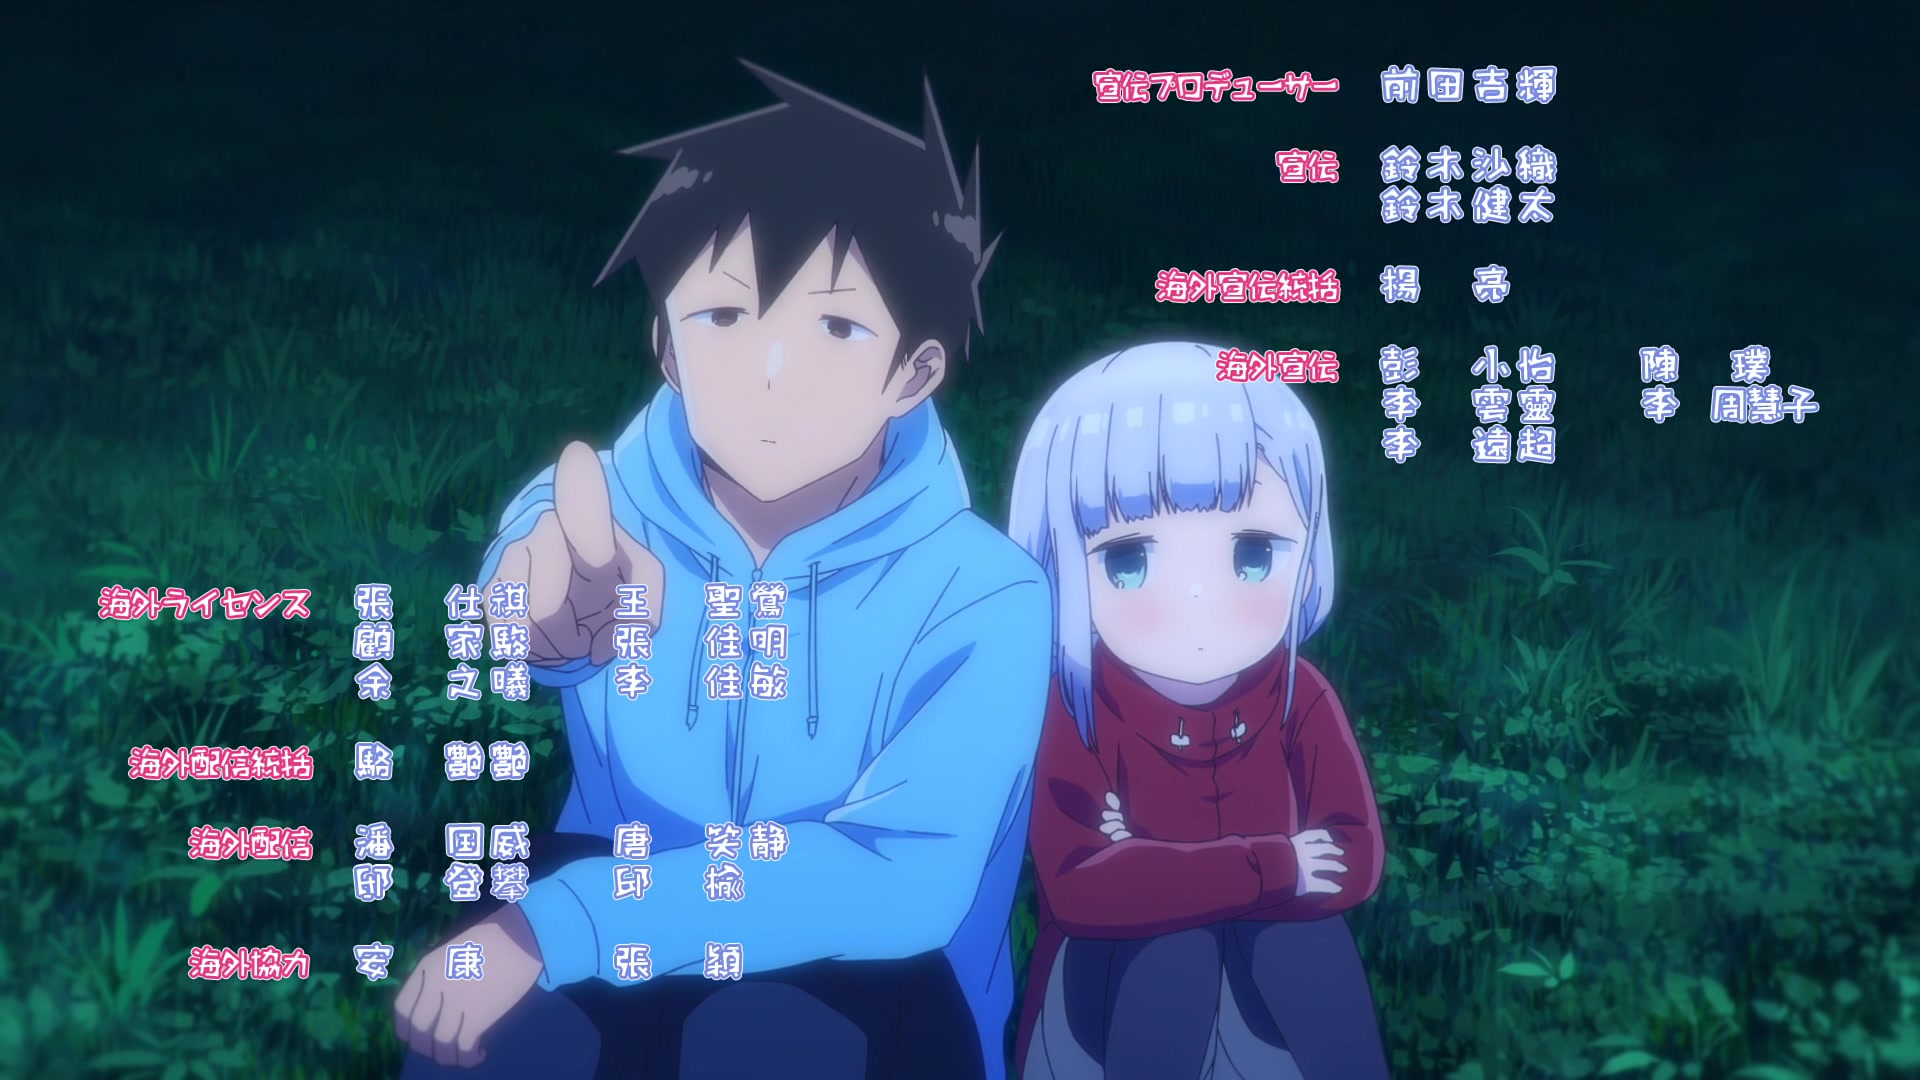 宣伝プロデューサー 前田吉輝
宣伝 鈴木沙織
鈴木健太
海外宣伝統括 楊 亮
海外宣伝 彭 小怡 陳 璞
李 雲靈 李 周慧子
李 遠超
海外ライセンス 張 仕祺 王 聖鶯
顧 家駿 張 佳明
余 之曦 李 佳敏
海外配信統括 駱 艷艷
海外配信 潘 国威 唐 笑静
邸 登攀 邱 愉
海外協力 安 康 張 穎